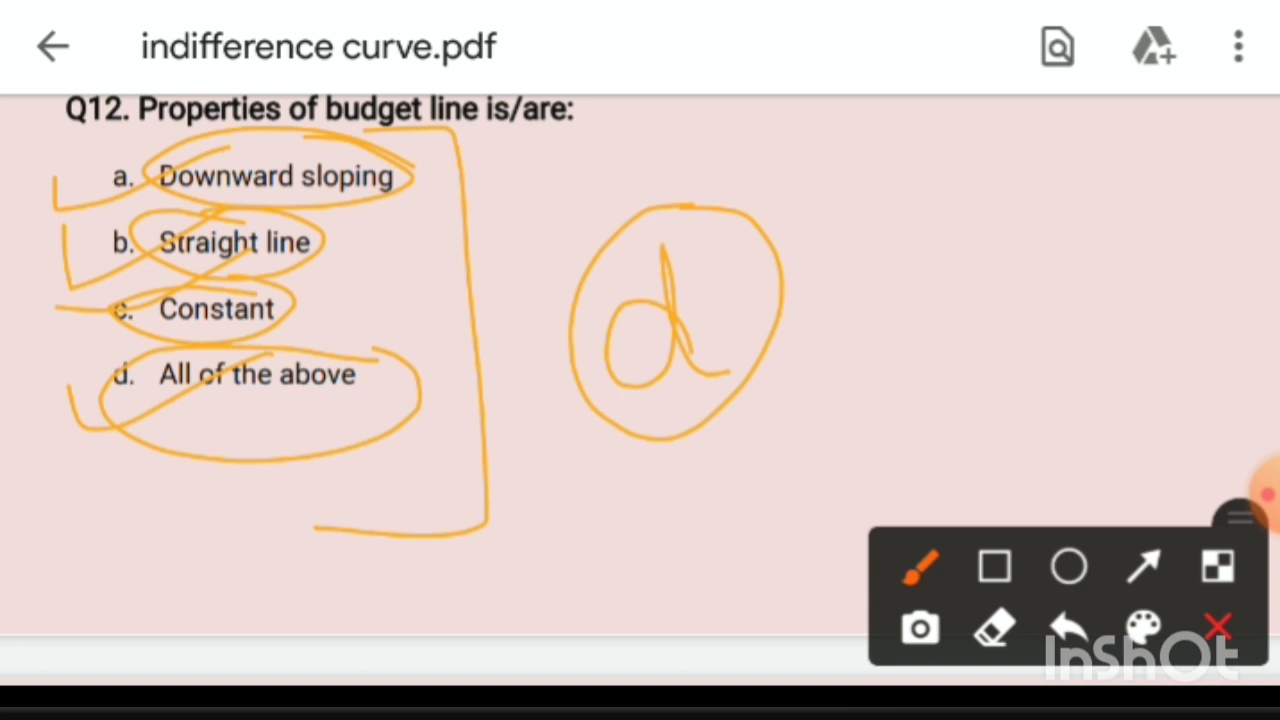 indifference curve.pdf
Q12. Properties of budget line is/are:
a. Downward sloping
b. Straight line
c. Constant
d. All of the above
d
InShOt